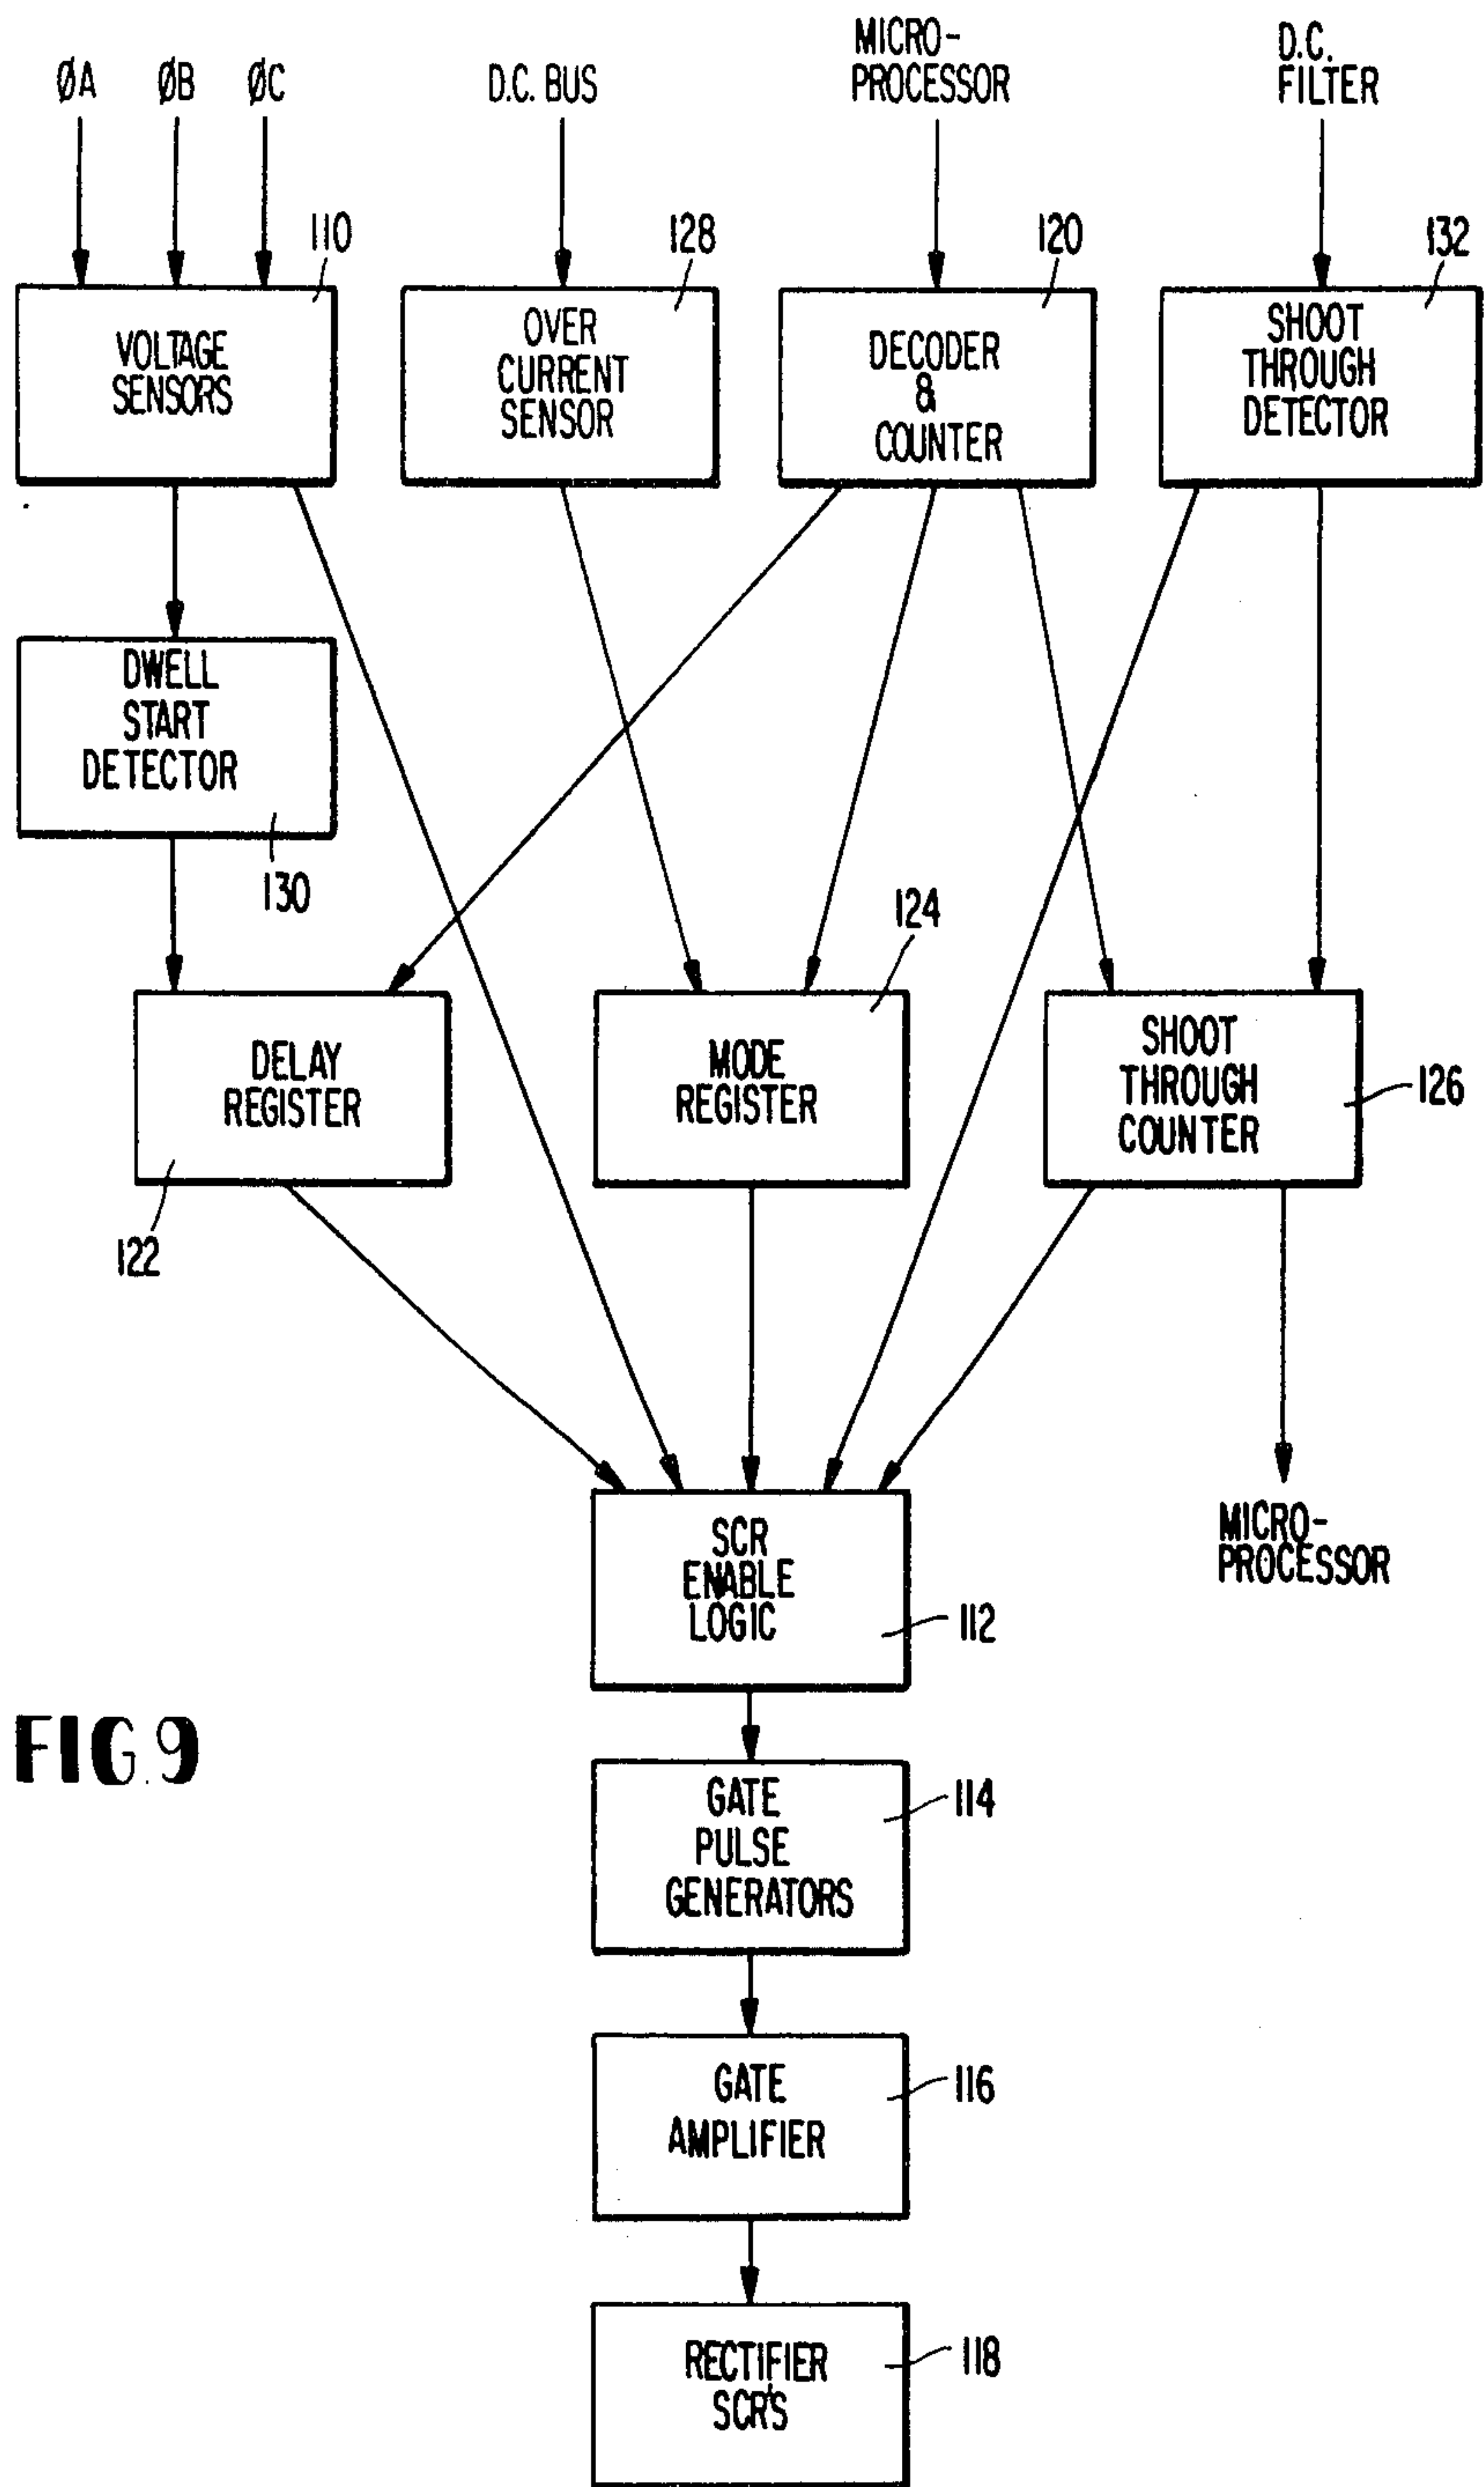 ØA ØB ØC
D.C. BUS
MICRO-
PROCESSOR
D.C.
FILTER
110
128
120
132
VOLTAGE
SENSORS
OVER
CURRENT
SENSOR
DECODER
&
COUNTER
SHOOT
THROUGH
DETECTOR
DWELL
START
DETECTOR
130
124
DELAY
REGISTER
122
MODE
REGISTER
SHOOT
THROUGH
COUNTER
126
SCR
ENABLE
LOGIC
112
MICRO-
PROCESSOR
FIG. 9
GATE
PULSE
GENERATORS
114
GATE
AMPLIFIER
116
RECTIFIER
SCR'S
118